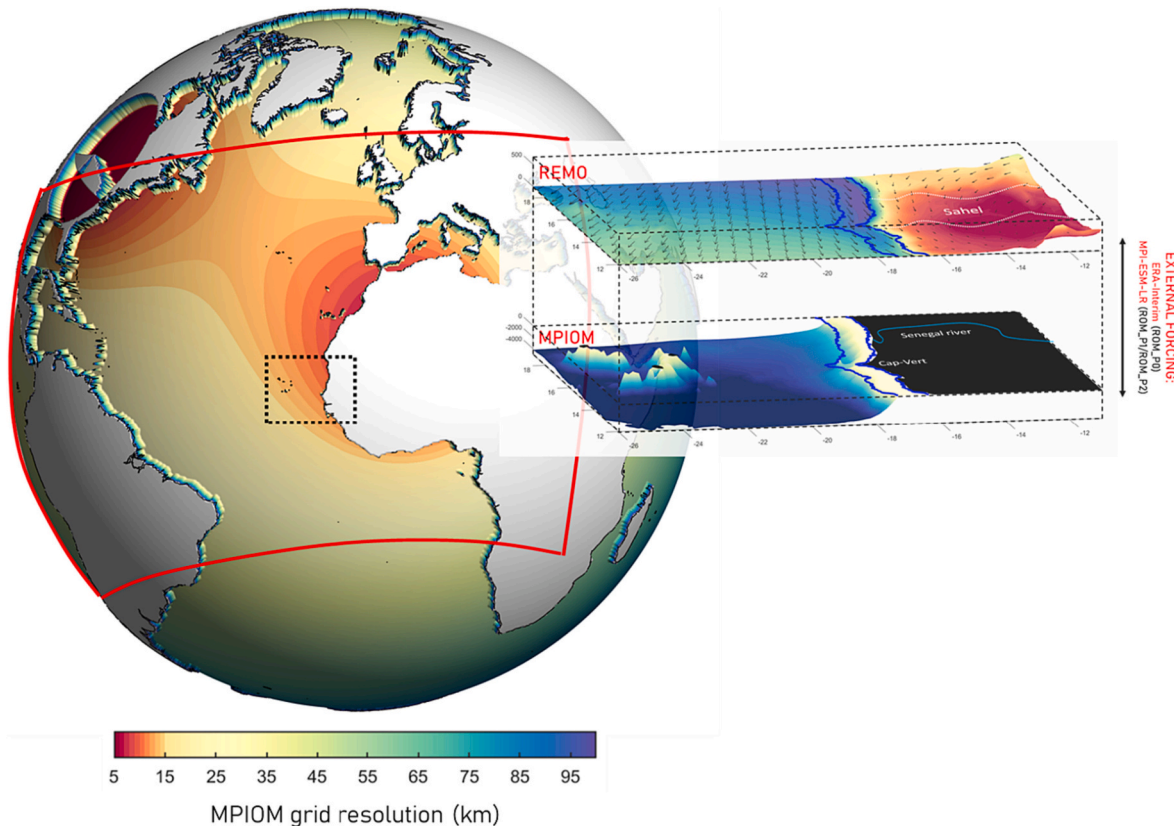 500
0
REMO
18
16
14
12
Sahel
-26
-24
-22
-20
-18
-16
-14
-12
0
-2000
-4000
MPIOM
18
16
14
12
Senegal river
Cap-Vert
-26
-24
-22
-20
-18
-16
-14
-12
EXTERNAL FORCING:
ERA-Interim (ROM_P0)
MPI-ESM-LR (ROM_P1/ROM_P2)
5 15 25 35 45 55 65 75 85 95
MPIOM grid resolution (km)